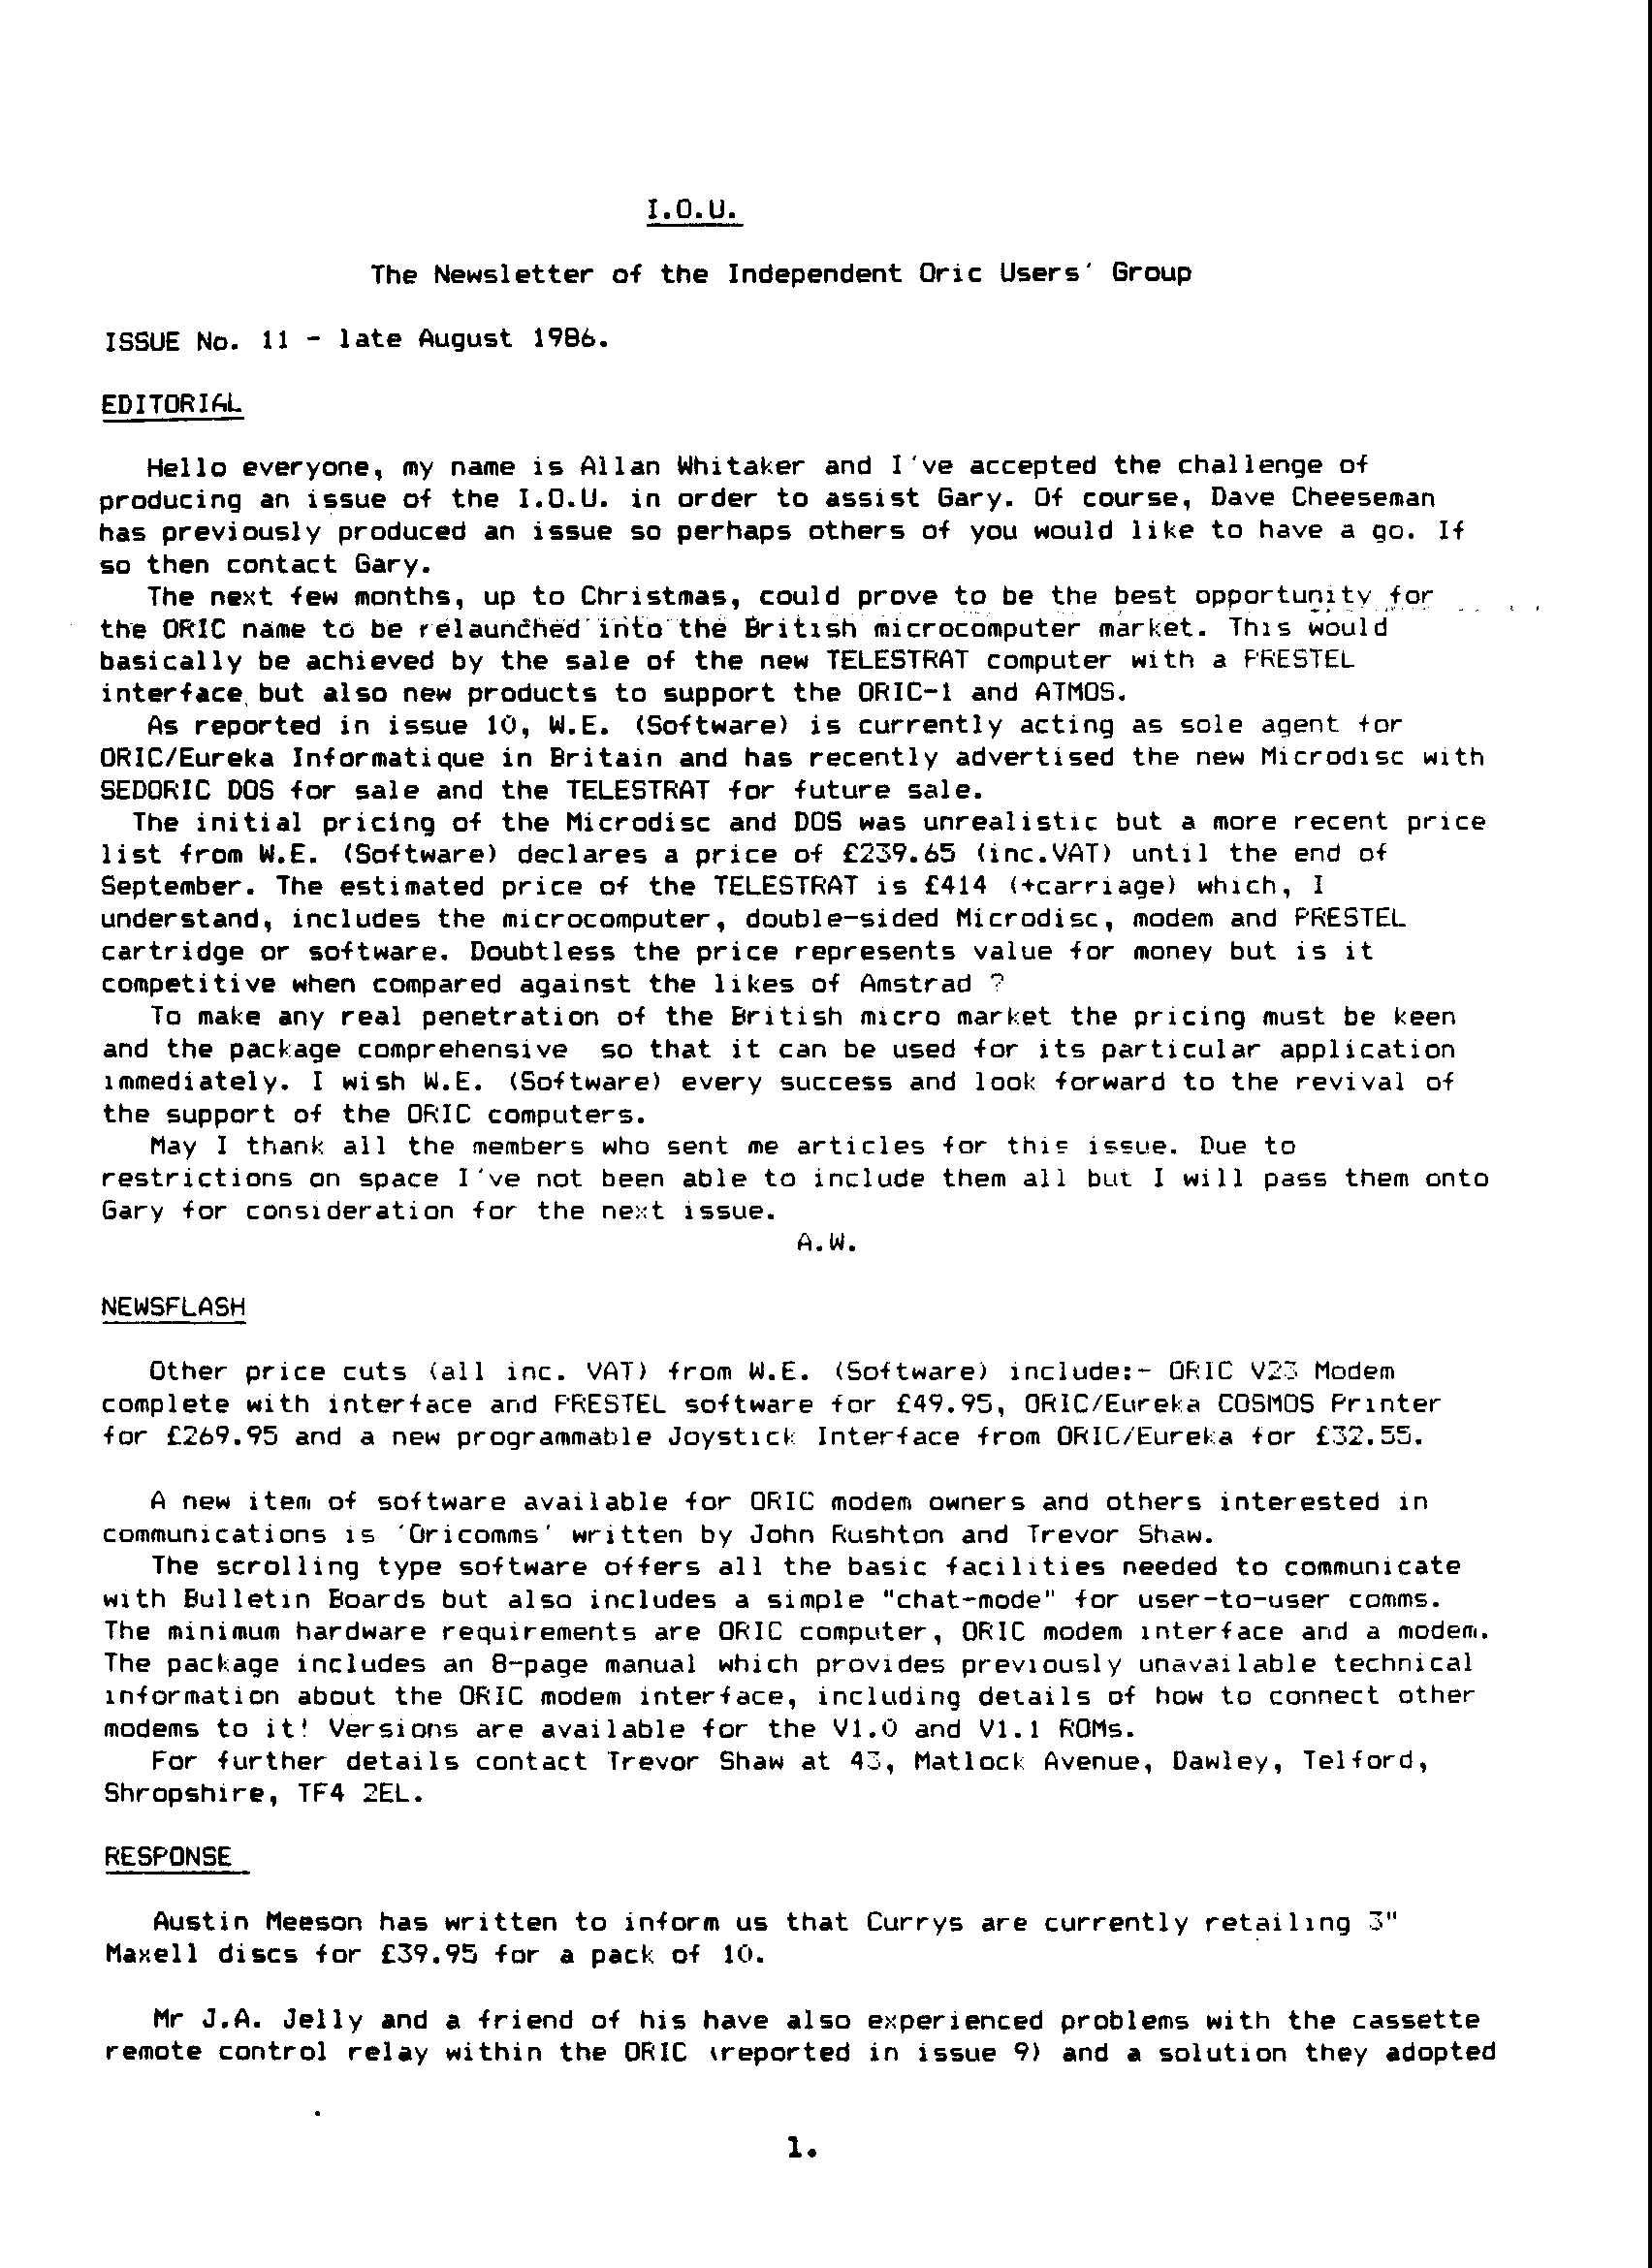 I.O.U.
The Newsletter of the Independent Oric Users' Group
ISSUE No. 11 - late August 1986.
EDITORIAL
Hello everyone, my name is Allan Whitaker and I've accepted the challenge of
producing an issue of the I.O.U. in order to assist Gary. Of course, Dave Cheeseman
has previously produced an issue so perhaps others of you would like to have a go. If
so then contact Gary.
The next few months, up to Christmas, could prove to be the best opportunity for
the ORIC name to be relaunched into the British microcomputer market. This would
basically be achieved by the sale of the new TELESTRAT computer with a PRESTEL
interface but also new products to support the ORIC-1 and ATMOS.
As reported in issue 10, W.E. (Software) is currently acting as sole agent for
ORIC/Eureka Informatique in Britain and has recently advertised the new Microdisc with
SEDORIC DOS for sale and the TELESTRAT for future sale.
The initial pricing of the Microdisc and DOS was unrealistic but a more recent price
list from W.E. (Software) declares a price of £239.65 (inc.VAT) until the end of
September. The estimated price of the TELESTRAT is £414 (+carriage) which, I
understand, includes the microcomputer, double-sided Microdisc, modem and PRESTEL
cartridge or software. Doubtless the price represents value for money but is it
competitive when compared against the likes of Amstrad ?
To make any real penetration of the British micro market the pricing must be keen
and the package comprehensive  so that it can be used for its particular application
immediately. I wish W.E. (Software) every success and look forward to the revival of
the support of the ORIC computers.
May I thank all the members who sent me articles for this issue. Due to
restrictions on space I've not been able to include them all but I will pass them onto
Gary for consideration for the next issue.
A.W.
NEWSFLASH
Other price cuts (all inc. VAT) from W.E. (Software) include:- ORIC V23 Modem
complete with interface and PRESTEL software for £49.95, ORIC/Eureka COSMOS Printer
for £269.95 and a new programmable Joystick Interface from ORIC/Eureka for £32.55.
A new item of software available for ORIC modem owners and others interested in
communications is 'Oricomms' written by John Rushton and Trevor Shaw.
The scrolling type software offers all the basic facilities needed to communicate
with Bulletin Boards but also includes a simple "chat-mode" for user-to-user comms.
The minimum hardware requirements are ORIC computer, ORIC modem interface and a modem.
The package includes an 8-page manual which provides previously unavailable technical
information about the ORIC modem interface, including details of how to connect other
modems to it! Versions are available for the V1.0 and V1.1 ROMs.
For further details contact Trevor Shaw at 43, Matlock Avenue, Dawley, Telford,
Shropshire, TF4 2EL.
RESPONSE
Austin Meeson has written to inform us that Currys are currently retailing 3"
Maxell discs for £39.95 for a pack of 10.
Mr J.A. Jelly and a friend of his have also experienced problems with the cassette
remote control relay within the ORIC (reported in issue 9) and a solution they adopted
1.